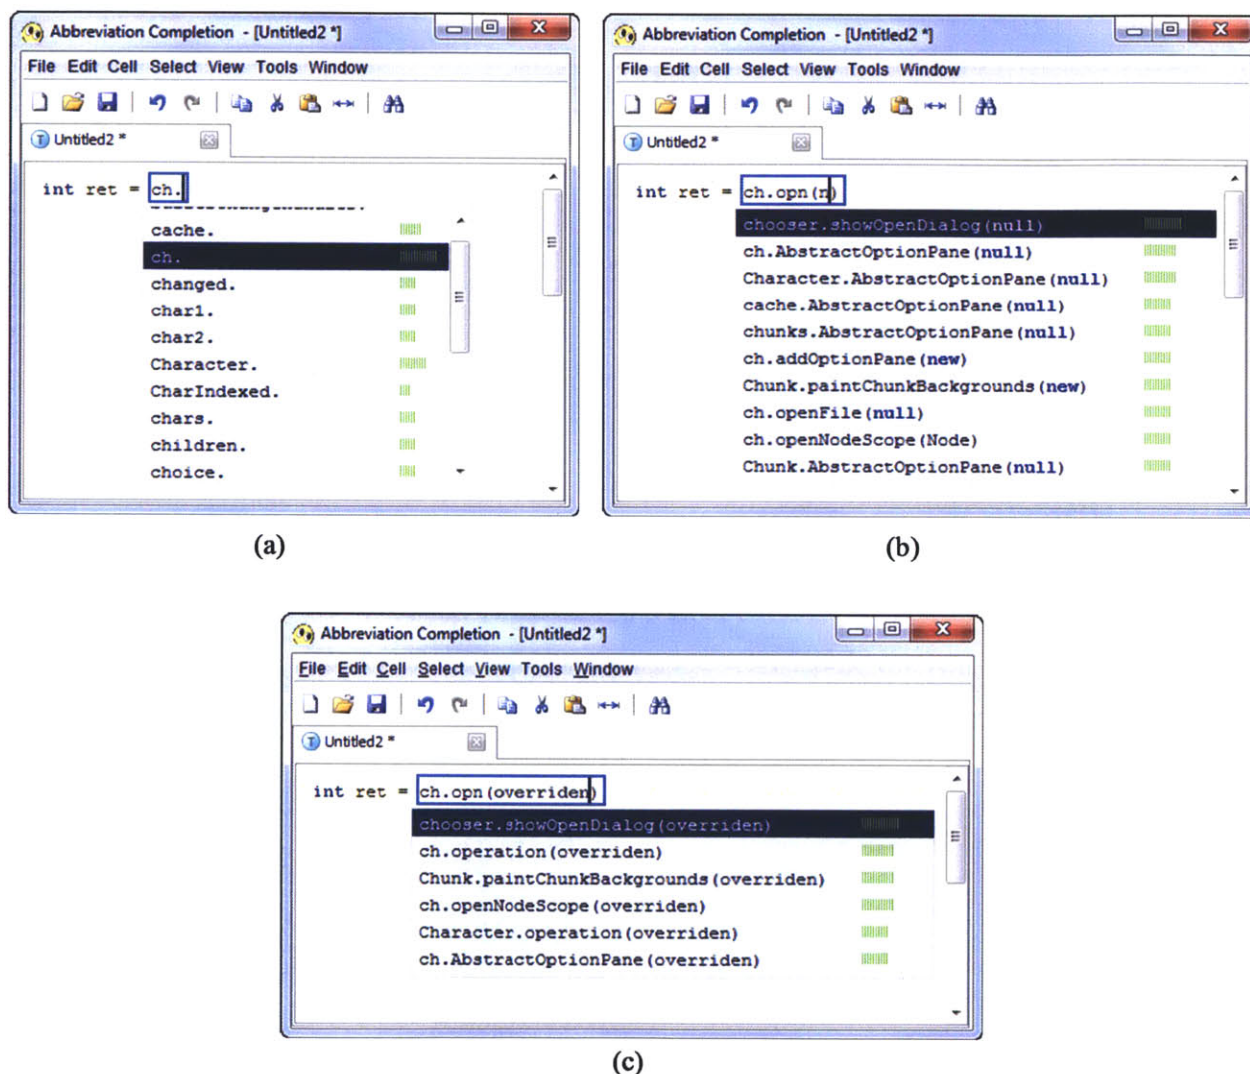 Abbreviation Completion - [Untitled2 *]
File Edit Cell Select View Tools Window
Untitled2 *
int ret = ch.
cache.
ch.
changed.
char1.
char2.
Character.
CharIndexed.
chars.
children.
choice.
(a)
Abbreviation Completion - [Untitled2 *]
File Edit Cell Select View Tools Window
Untitled2 *
int ret = ch.opn(n)
chooser.showOpenDialog(null)
ch.AbstractOptionPane(null)
Character.AbstractOptionPane(null)
cache.AbstractOptionPane(null)
chunks.AbstractOptionPane(null)
ch.addOptionPane(new)
Chunk.paintChunkBackgrounds(new)
ch.openFile(null)
ch.openNodeScope(Node)
Chunk.AbstractOptionPane(null)
(b)
Abbreviation Completion - [Untitled2 *]
File Edit Cell Select View Tools Window
Untitled2 *
int ret = ch.opn(overriden)
chooser.showOpenDialog(overriden)
ch.operation(overriden)
Chunk.paintChunkBackgrounds(overriden)
ch.openNodeScope(overriden)
Character.operation(overriden)
ch.AbstractOptionPane(overriden)
(c)